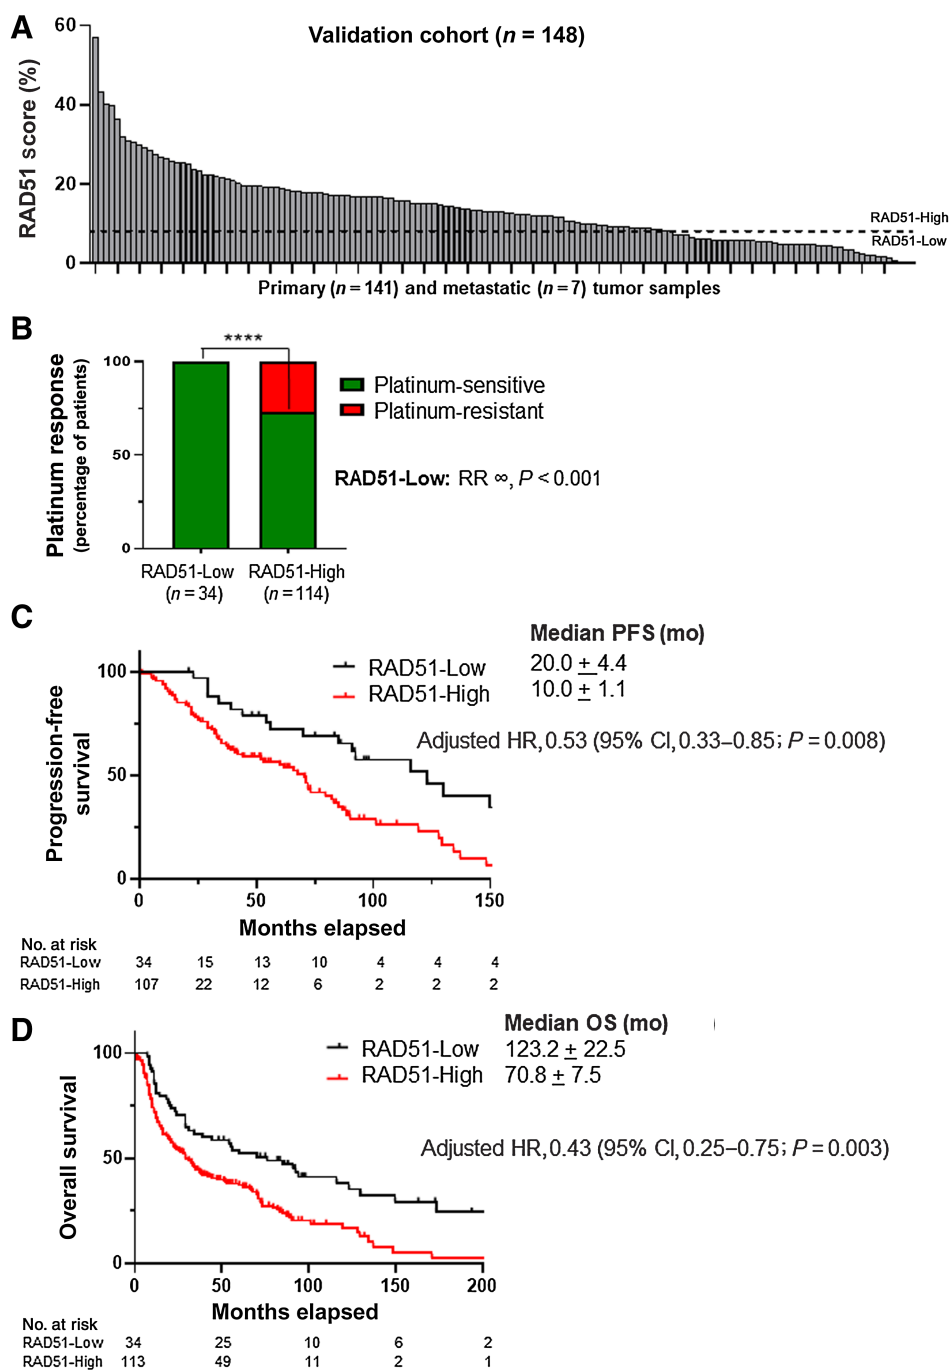 A
Validation cohort (n = 148)
RAD51 score (%)
60
40
20
0
RAD51-High
RAD51-Low
Primary (n = 141) and metastatic (n = 7) tumor samples
B
****
Platinum response
(percentage of patients)
100
50
0
Platinum-sensitive
Platinum-resistant
RAD51-Low: RR ∞, P < 0.001
RAD51-Low RAD51-High
(n = 34) (n = 114)
C
Median PFS (mo)
RAD51-Low 20.0 ± 4.4
RAD51-High 10.0 ± 1.1
Adjusted HR, 0.53 (95% CI, 0.33–0.85; P = 0.008)
Progression-free
survival
100
50
0
0 50 100 150
Months elapsed
No. at risk
RAD51-Low 34 15 13 10 4 4 4
RAD51-High 107 22 12 6 2 2 2
D
Median OS (mo)
RAD51-Low 123.2 ± 22.5
RAD51-High 70.8 ± 7.5
Adjusted HR, 0.43 (95% CI, 0.25–0.75; P = 0.003)
Overall survival
100
50
0
0 50 100 150 200
Months elapsed
No. at risk
RAD51-Low 34 25 10 6 2
RAD51-High 113 49 11 2 1